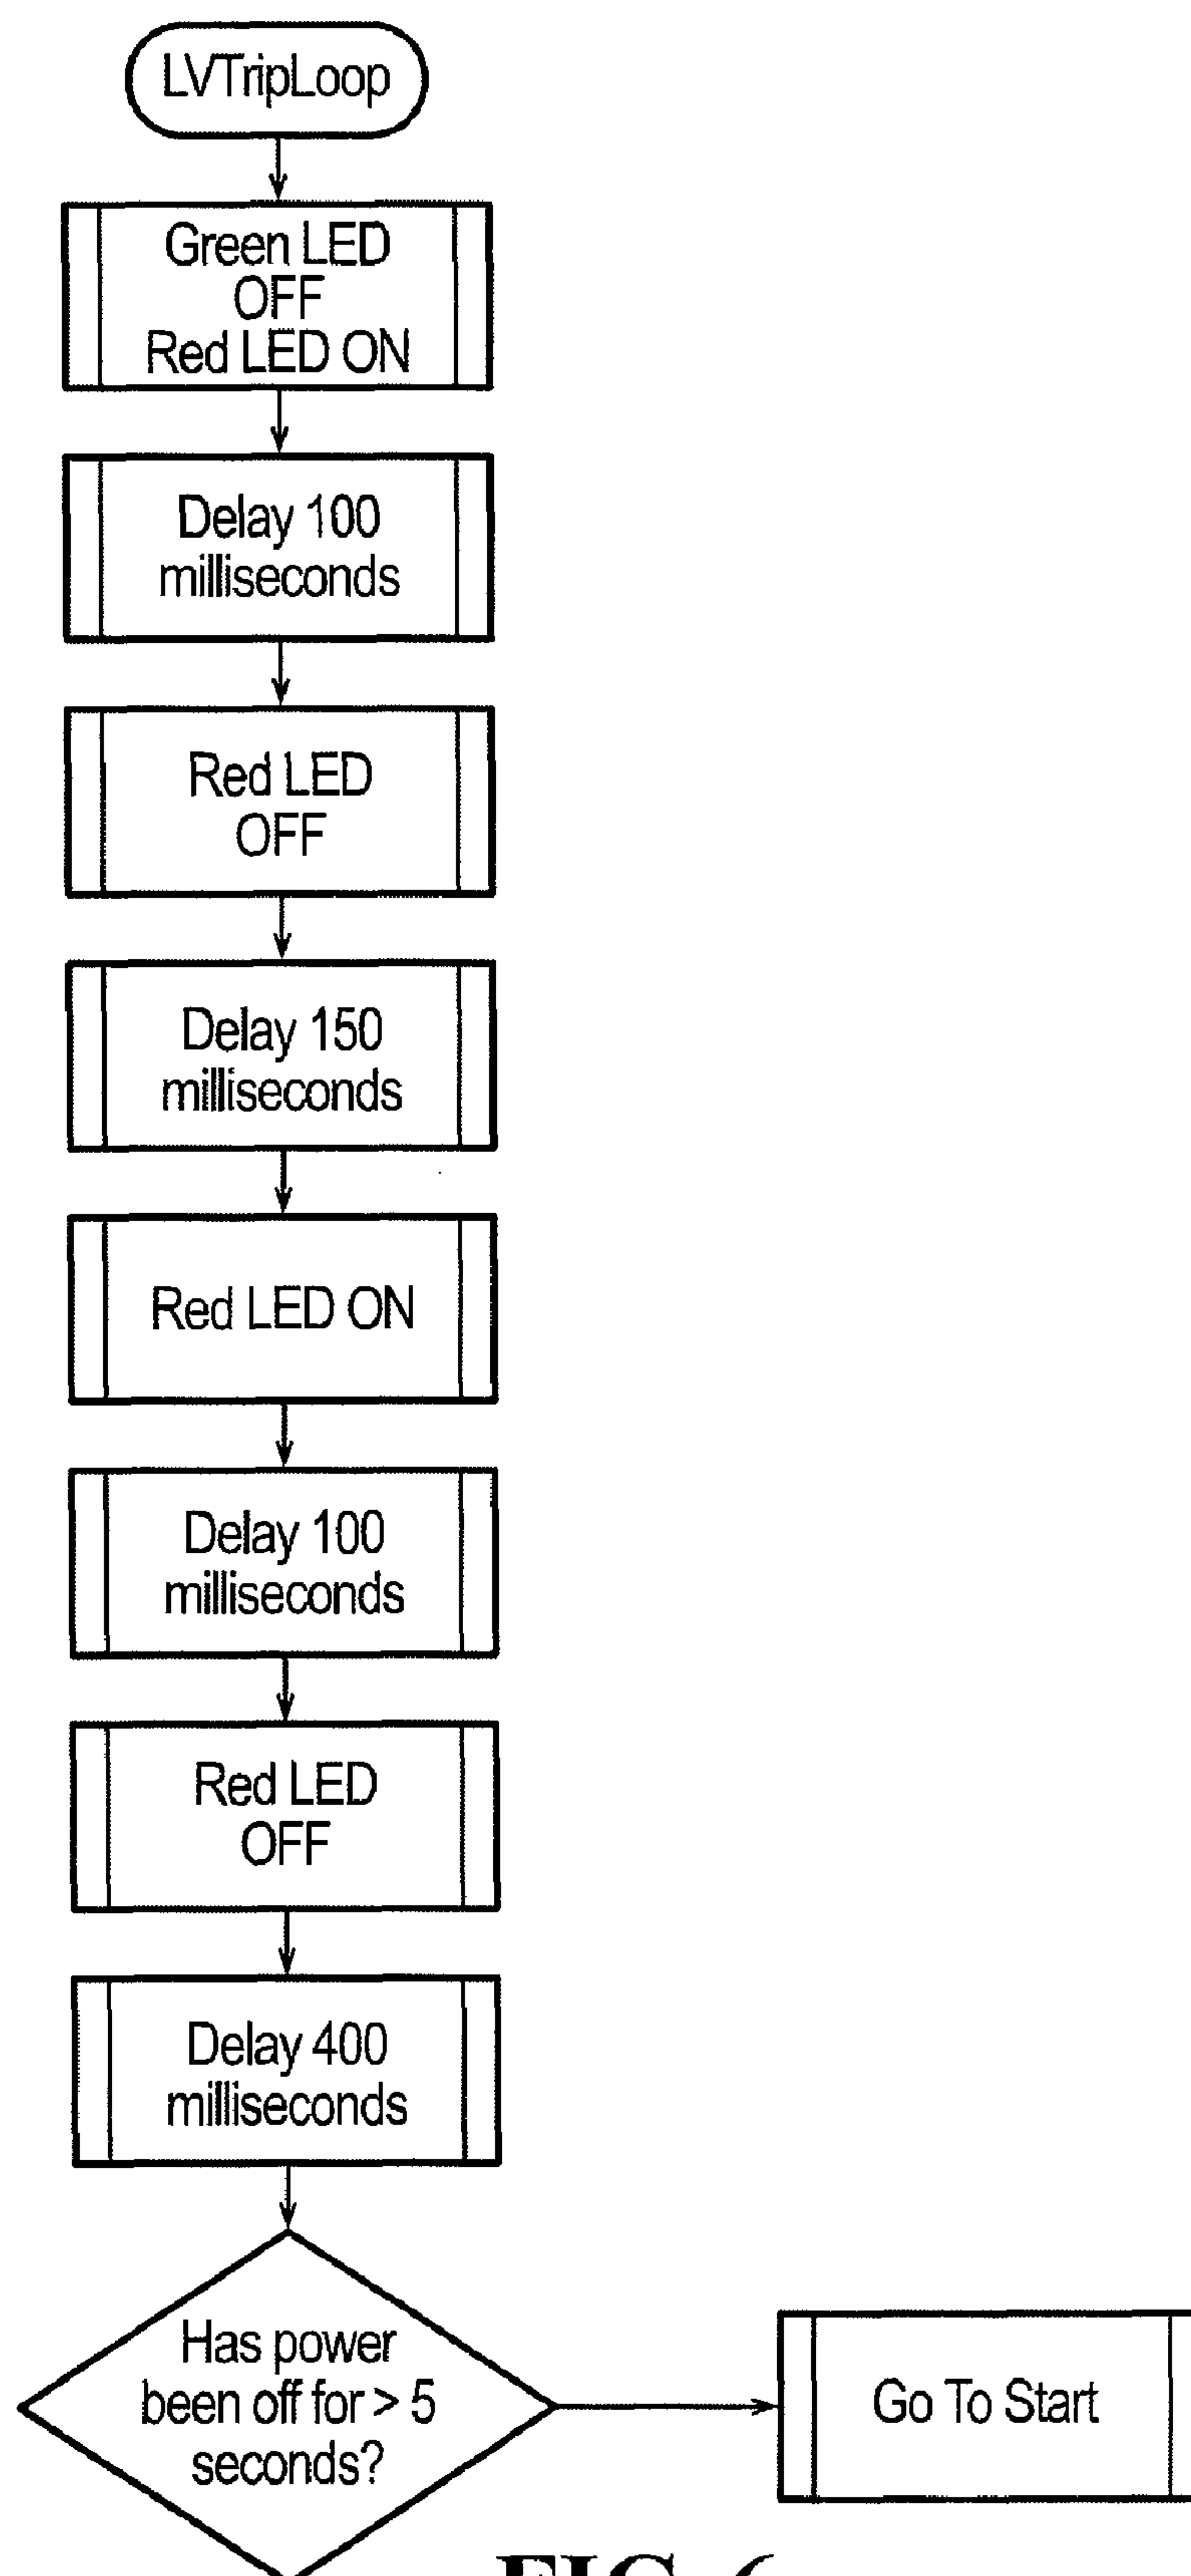 LVTripLoop
Green LED
OFF
Red LED ON
Delay 100
milliseconds
Red LED
OFF
Delay 150
milliseconds
Red LED ON
Delay 100
milliseconds
Red LED
OFF
Delay 400
milliseconds
Has power
been off for > 5
seconds?
Go To Start
FIG. 6